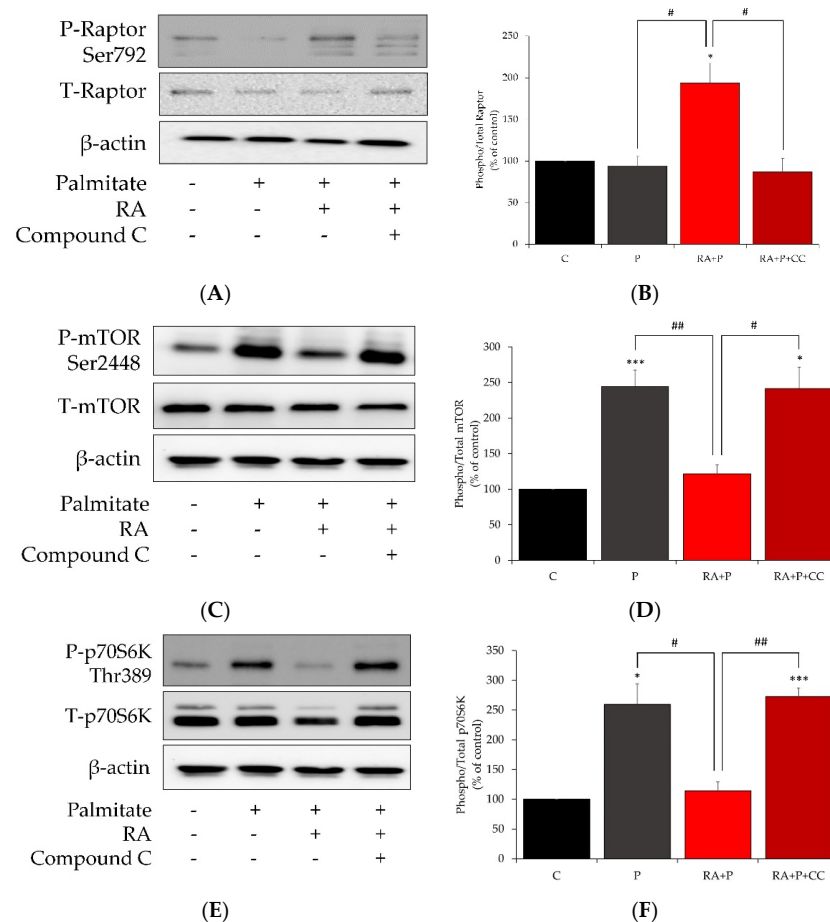 P-Raptor
Ser792
T-Raptor
β-actin
Palmitate - + + +
RA - - + +
Compound C - - - +
(A)
Phospho/Total Raptor
(% of control)
250
200
150
100
50
0
# #
*
C P RA+P RA+P+CC
(B)
P-mTOR
Ser2448
T-mTOR
β-actin
Palmitate - + + +
RA - - + +
Compound C - - - +
(C)
Phospho/Total mTOR
(% of control)
300
250
200
150
100
50
0
## #
*** *
C P RA+P RA+P+CC
(D)
P-p70S6K
Thr389
T-p70S6K
β-actin
Palmitate - + + +
RA - - + +
Compound C - - - +
(E)
Phospho/Total p70S6K
(% of control)
350
300
250
200
150
100
50
0
# ##
* ***
C P RA+P RA+P+CC
(F)